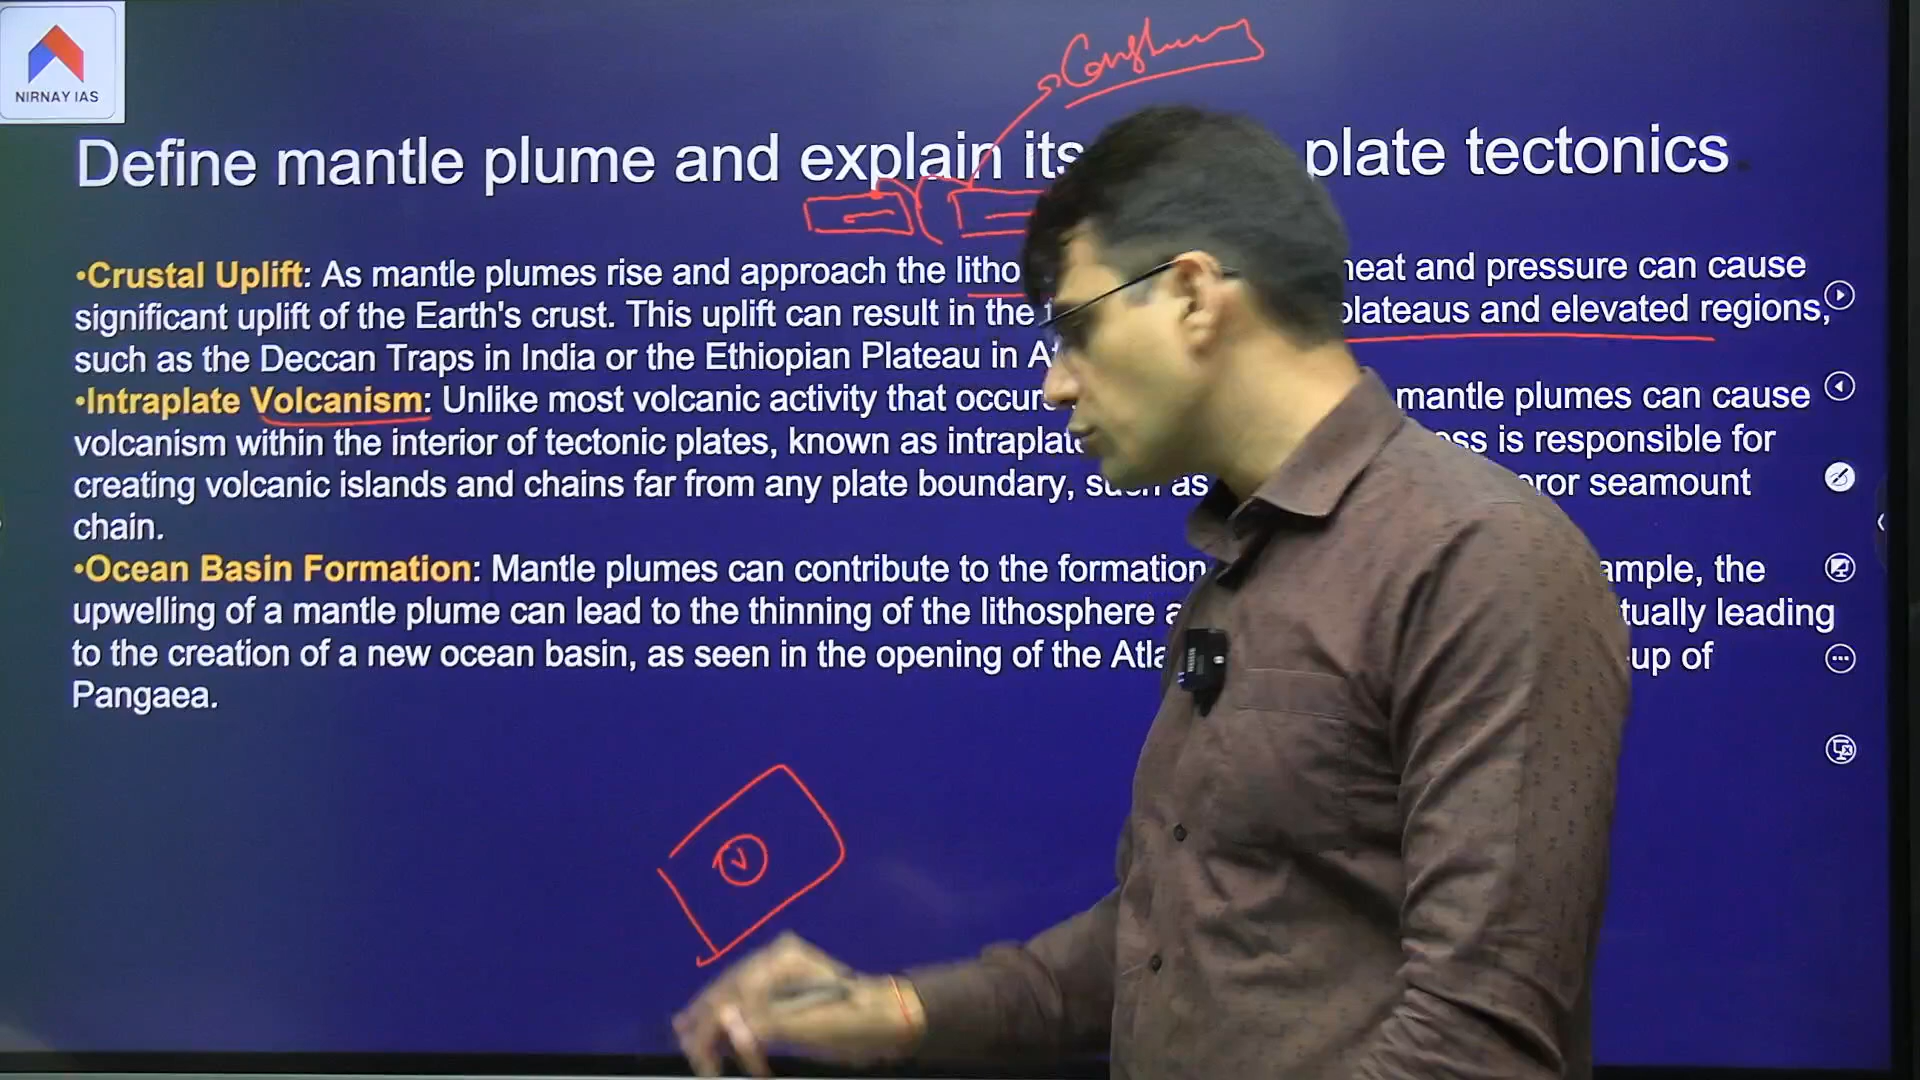 NIRNAY IAS
Define mantle plume and explain its plate tectonics
•Crustal Uplift: As mantle plumes rise and approach the heat and pressure can cause
significant uplift of the Earth's crust. This uplift can result in the plateaus and elevated regions,
such as the Deccan Traps in India or the Ethiopian Plateau in
•Intraplate Volcanism: Unlike most volcanic activity that occurs mantle plumes can cause
volcanism within the interior of tectonic plates, known as is responsible for
creating volcanic islands and chains far from any plate boundary, such as seamount
chain.
•Ocean Basin Formation: Mantle plumes can contribute to the formation the
upwelling of a mantle plume can lead to the thinning of the lithosphere leading
to the creation of a new ocean basin, as seen in the opening of the of
Pangaea.
V